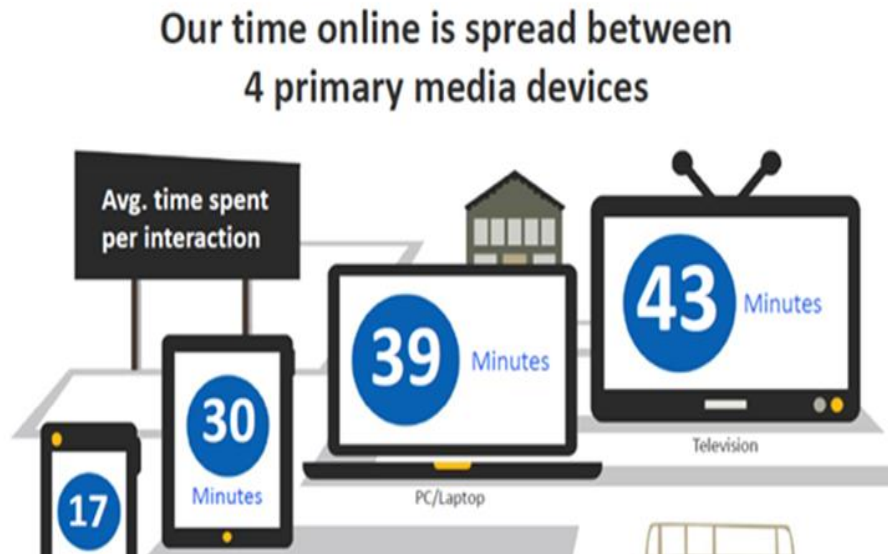 Our time online is spread between
4 primary media devices
Avg. time spent
per interaction
43
Minutes
39
Minutes
30
Minutes
17
Television
PC/Laptop